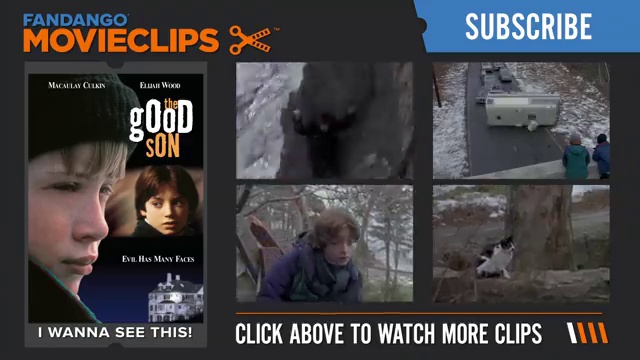 FANDANGO
MOVIECLIPS
SUBSCRIBE
MACAULAY CULKIN ELIJAH WOOD
the
gOOD
sON
EVIL HAS MANY FACES
I WANNA SEE THIS!
CLICK ABOVE TO WATCH MORE CLIPS